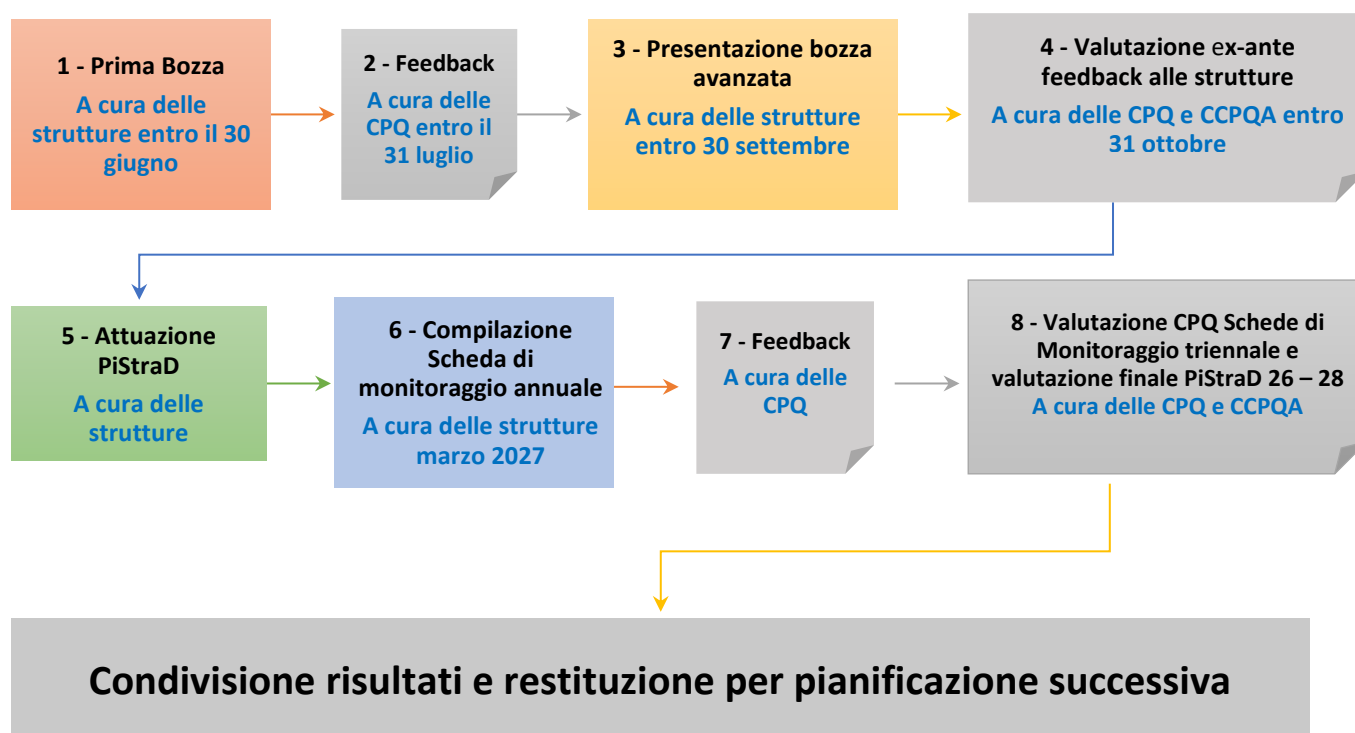 1 - Prima Bozza
A cura delle
strutture entro il 30
giugno
2 - Feedback
A cura delle
CPQ entro il
31 luglio
3 - Presentazione bozza
avanzata
A cura delle strutture
entro 30 settembre
4 - Valutazione ex-ante
feedback alle strutture
A cura delle CPQ e CCPQA entro
31 ottobre
5 - Attuazione
PiStraD
A cura delle
strutture
6 - Compilazione
Scheda di
monitoraggio annuale
A cura delle strutture
marzo 2027
7 - Feedback
A cura delle
CPQ
8 - Valutazione CPQ Schede di
Monitoraggio triennale e
valutazione finale PiStraD 26 – 28
A cura delle CPQ e CCPQA
Condivisione risultati e restituzione per pianificazione successiva